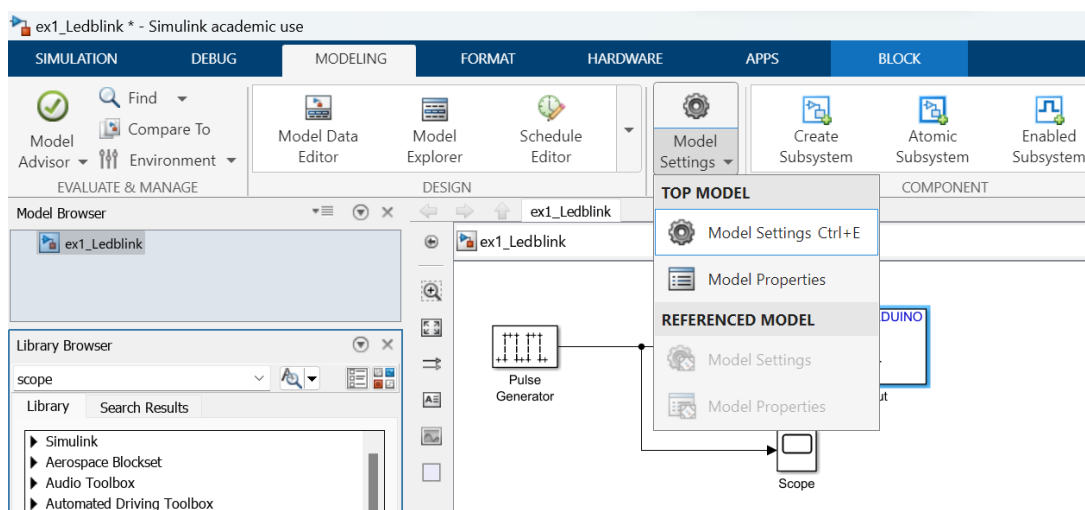 ex1_Ledblink * - Simulink academic use
SIMULATION DEBUG MODELING FORMAT HARDWARE APPS BLOCK
Model Advisor
Find
Compare To
Environment
EVALUATE & MANAGE
Model Data Editor
Model Explorer
Schedule Editor
DESIGN
Model Settings
Create Subsystem
Atomic Subsystem
Enabled Subsystem
COMPONENT
TOP MODEL
Model Settings Ctrl+E
Model Properties
REFERENCED MODEL
Model Settings
Model Properties
Model Browser
ex1_Ledblink
Library Browser
scope
Library Search Results
Simulink
Aerospace Blockset
Audio Toolbox
Automated Driving Toolbox
ex1_Ledblink
ex1_Ledblink
Pulse
Generator
DUINO
ut
Scope